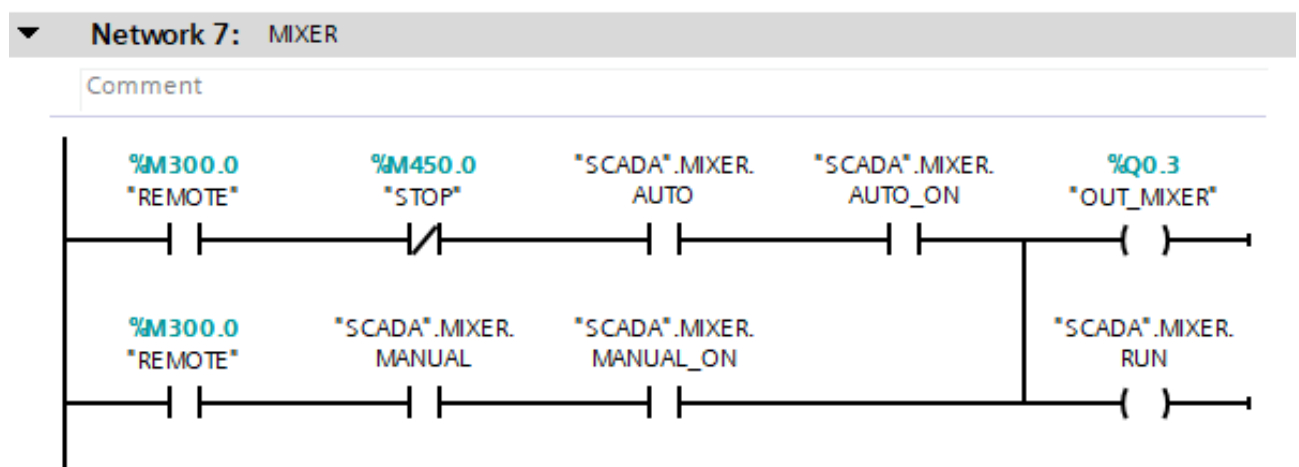 Network 7: MIXER
Comment
%M300.0
"REMOTE"
%M450.0
"STOP"
"SCADA".MIXER.
AUTO
"SCADA".MIXER.
AUTO_ON
%Q0.3
"OUT_MIXER"
%M300.0
"REMOTE"
"SCADA".MIXER.
MANUAL
"SCADA".MIXER.
MANUAL_ON
"SCADA".MIXER.
RUN